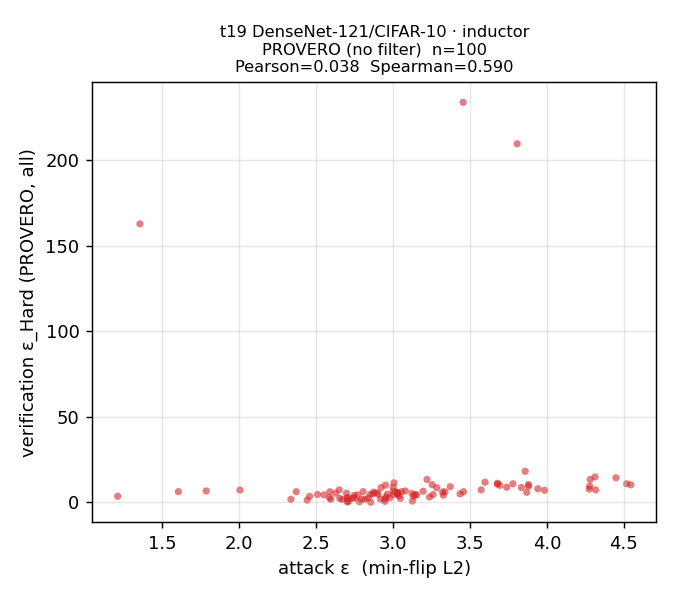 t19 DenseNet-121/CIFAR-10 · inductor
PROVERO (no filter)  n=100
Pearson=0.038  Spearman=0.590
verification ε_Hard (PROVERO, all)
200
150
100
50
0
1.5
2.0
2.5
3.0
3.5
4.0
4.5
attack ε  (min-flip L2)